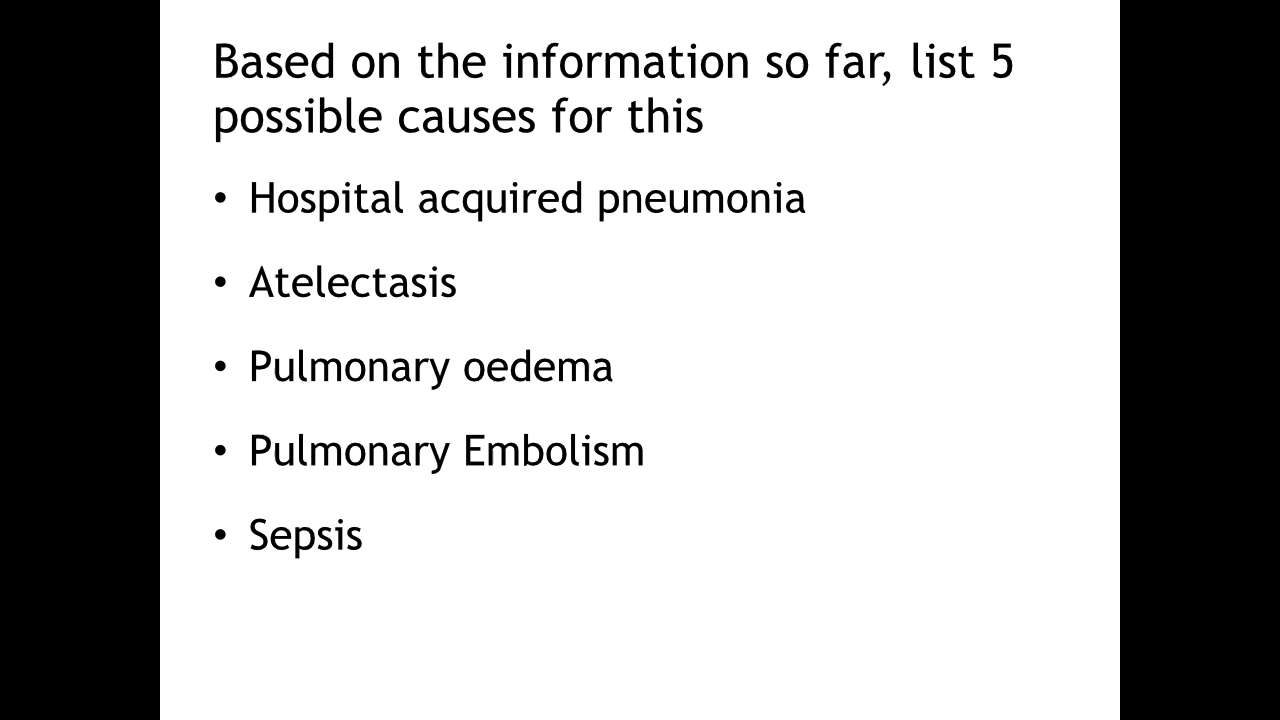 Based on the information so far, list 5
possible causes for this
• Hospital acquired pneumonia
• Atelectasis
• Pulmonary oedema
• Pulmonary Embolism
• Sepsis